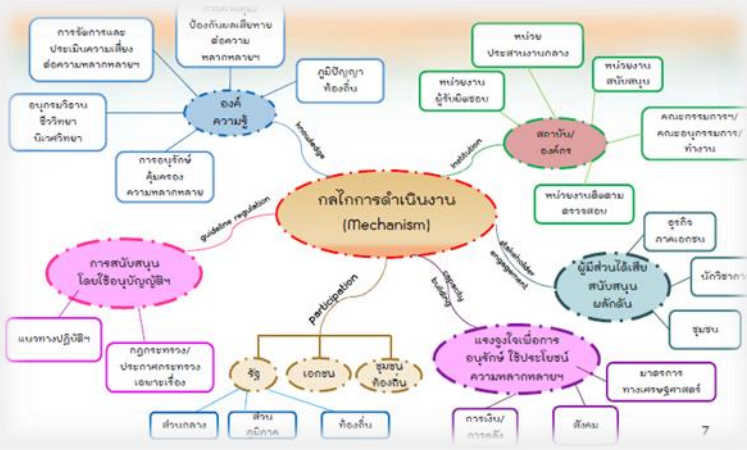 การจัดการและ
ประเมินความเสี่ยง
ต่อความหลากหลายฯ
ป้องกันผลเสียหาย
ต่อความ
หลากหลายฯ
ภูมิปัญญา
ท้องถิ่น
องค์
ความรู้
อนุกรมวิธาน
ชีววิทยา
นิเวศวิทยา
การอนุรักษ์
คุ้มครอง
ความหลากหลาย
knowledge
หน่วย
ประสานงานกลาง
หน่วยงาน
สนับสนุน
หน่วยงาน
ผู้รับผิดชอบ
สถาบัน/
องค์กร
คณะกรรมการฯ/
คณะอนุกรรมการ/
ทำงาน
หน่วยงานติดตาม
ตรวจสอบ
institution
กลไกการดำเนินงาน
(Mechanism)
guideline regulation
การสนับสนุน
โดยใช้อนุบัญญัติฯ
แนวทางปฏิบัติฯ
กฎกระทรวง/
ประกาศกระทรวง
เฉพาะเรื่อง
participation
รัฐ
เอกชน
ชุมชน
ท้องถิ่น
ส่วนกลาง
ส่วน
ภูมิภาค
ท้องถิ่น
capacity
building
แรงจูงใจเพื่อการ
อนุรักษ์ ใช้ประโยชน์
ความหลากหลายฯ
มาตรการ
ทางเศรษฐศาสตร์
การเงิน/
การคลัง
สังคม
stakeholder
engagement
ผู้มีส่วนได้เสีย
สนับสนุน
ผลักดัน
ธุรกิจ
ภาคเอกชน
นักวิชาการ
ชุมชน
7